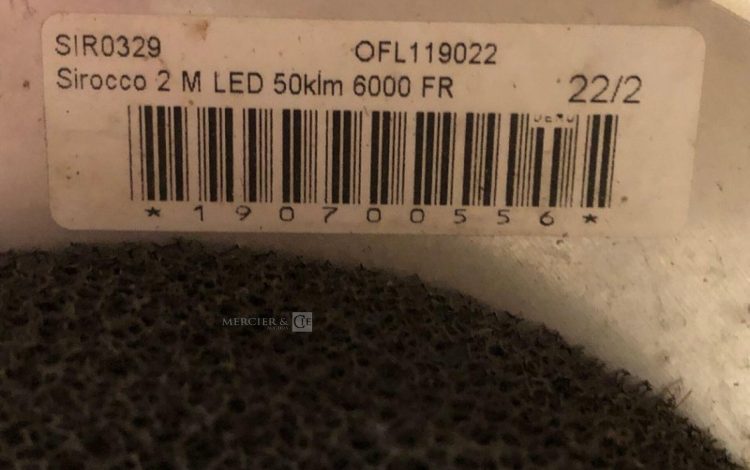 SIR0329 OFL119022
Sirocco 2 M LED 50klm 6000 FR 22/2
*190700556*
MERCIER & CIE